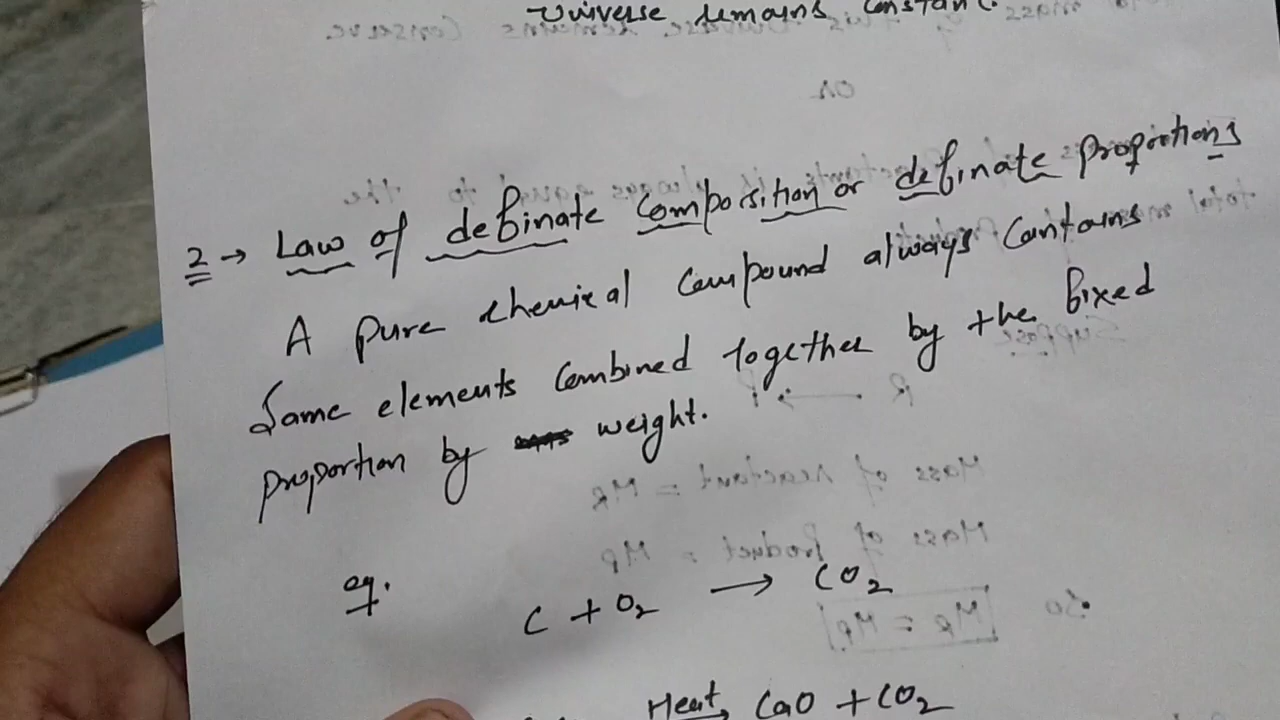 Universe remains constant.
2 → Law of definate Composition or definate proportions
A pure chemical compound always contains
Same elements combined together by the fixed
proportion by weight.
eg. C + O2 → CO2
Heat CaO + CO2